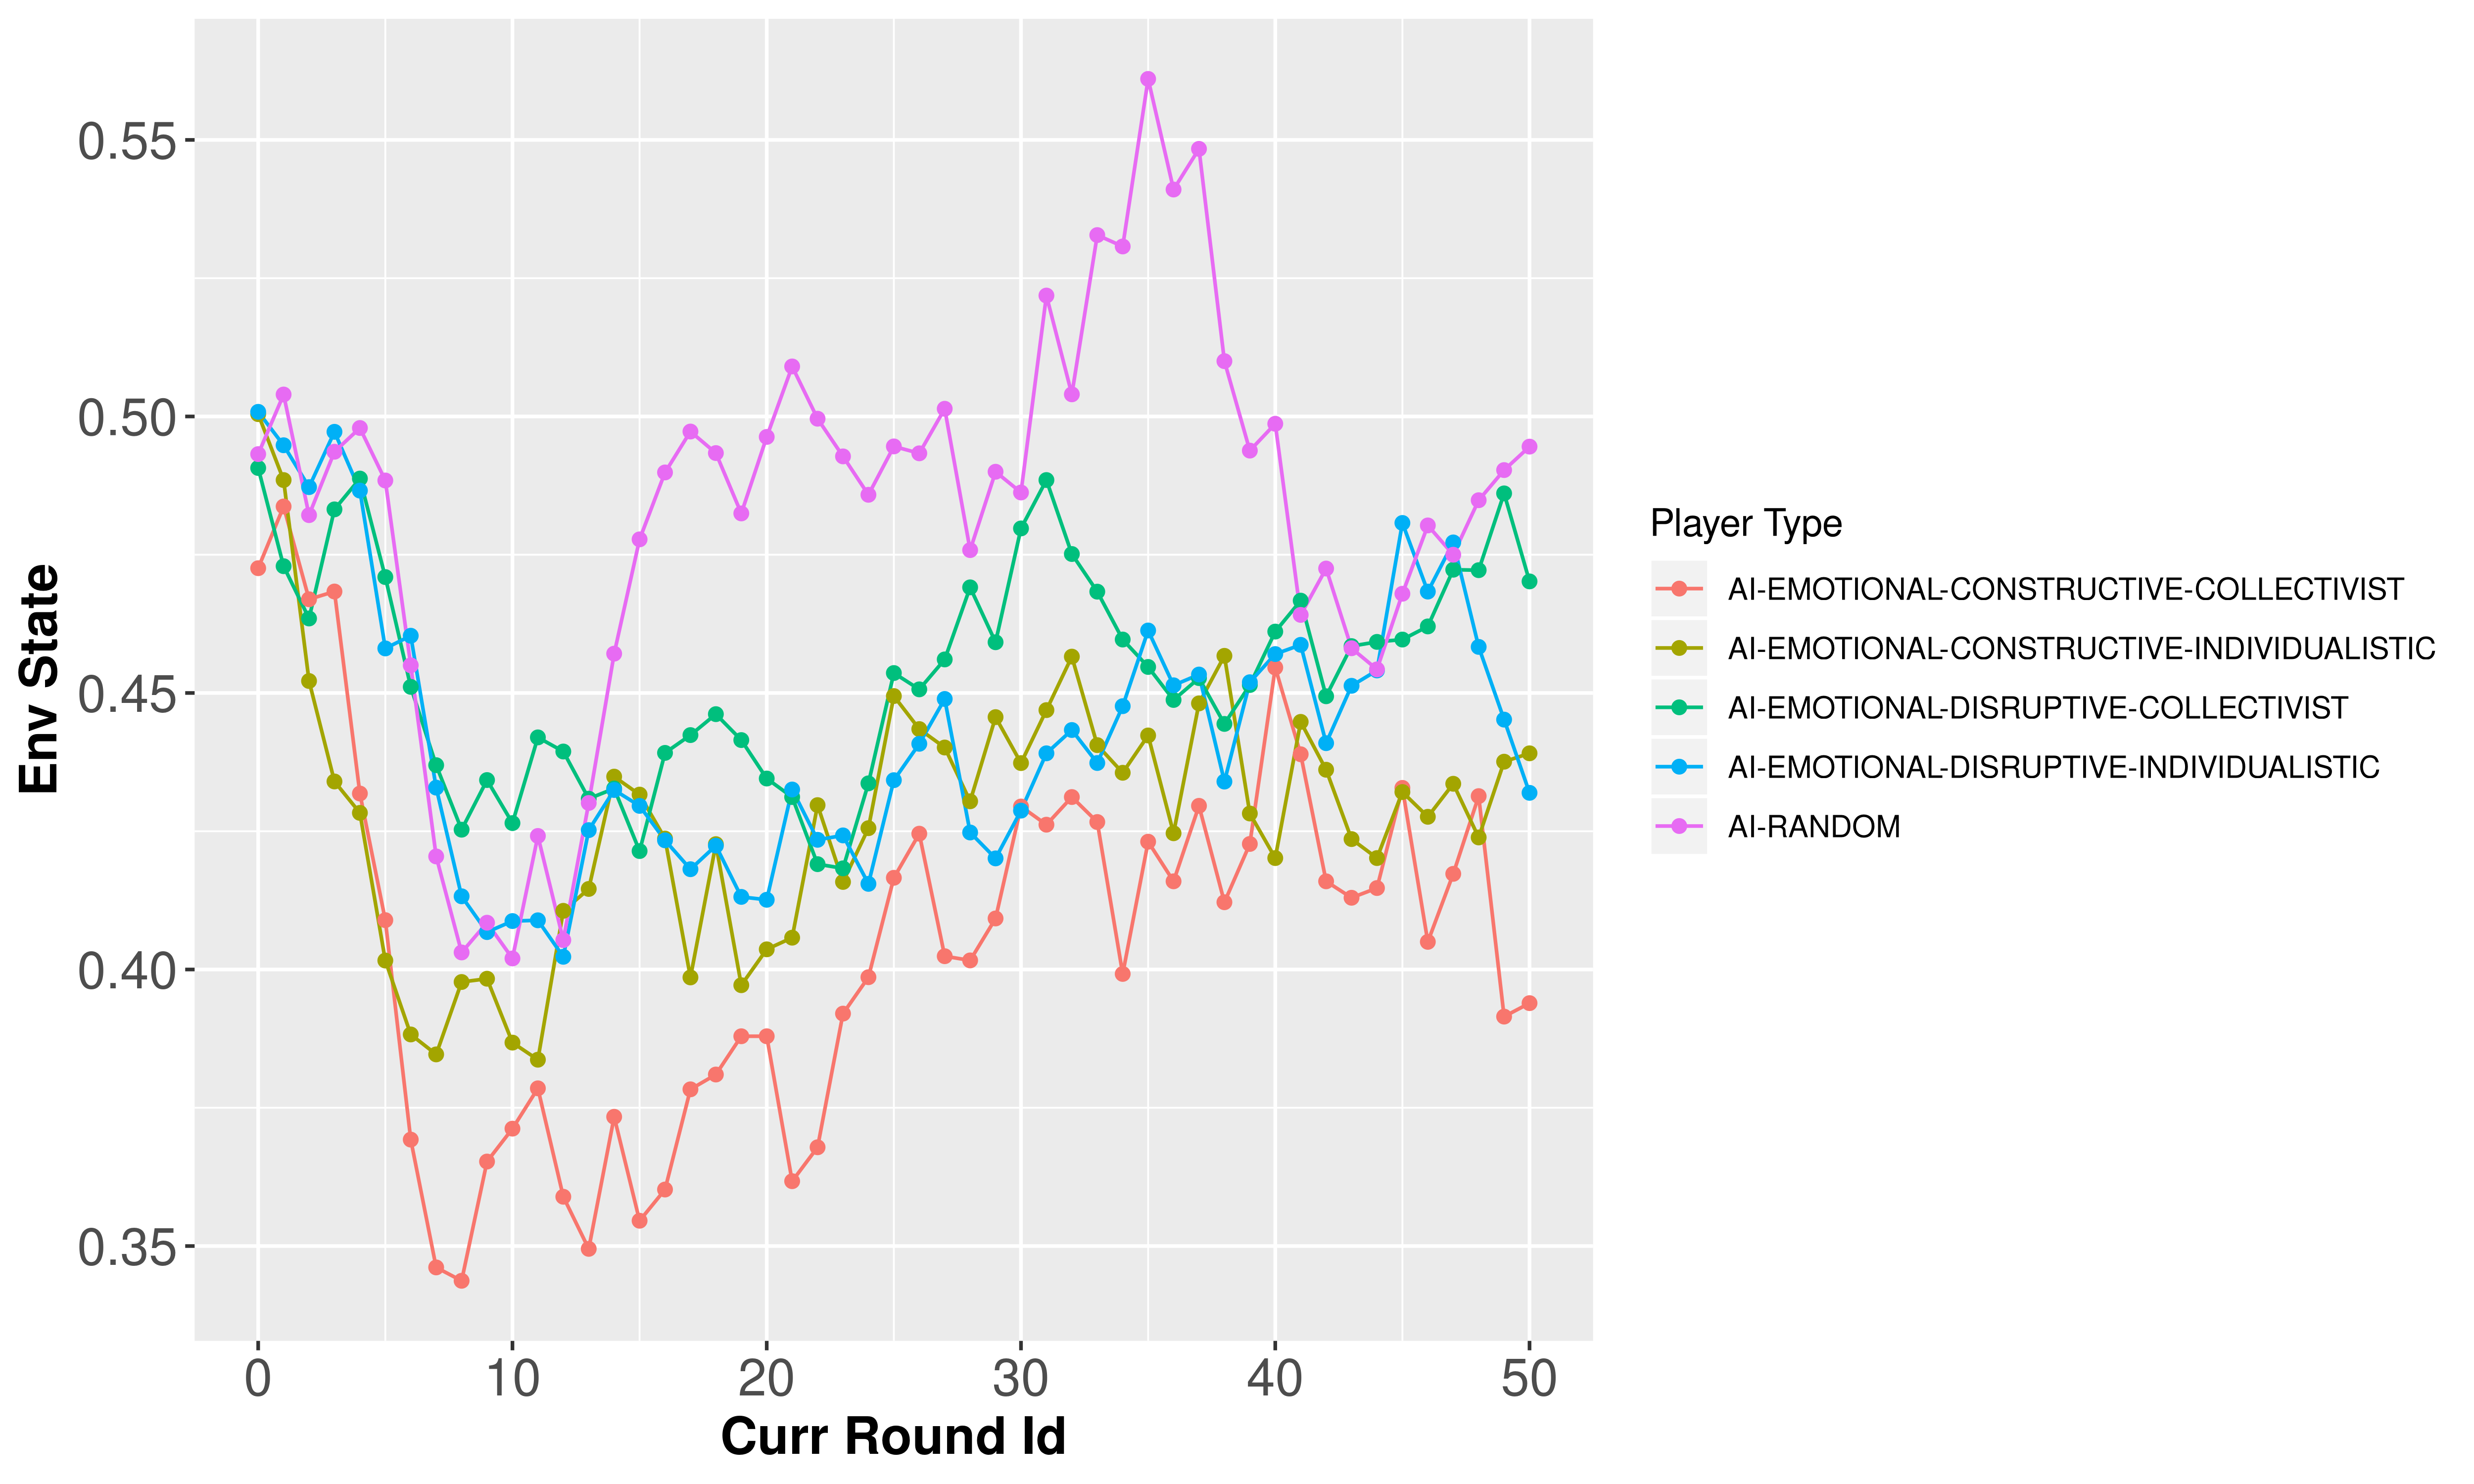 Env State
0.55
0.50
0.45
0.40
0.35
0
10
20
30
40
50
Curr Round Id
Player Type
AI-EMOTIONAL-CONSTRUCTIVE-COLLECTIVIST
AI-EMOTIONAL-CONSTRUCTIVE-INDIVIDUALISTIC
AI-EMOTIONAL-DISRUPTIVE-COLLECTIVIST
AI-EMOTIONAL-DISRUPTIVE-INDIVIDUALISTIC
AI-RANDOM